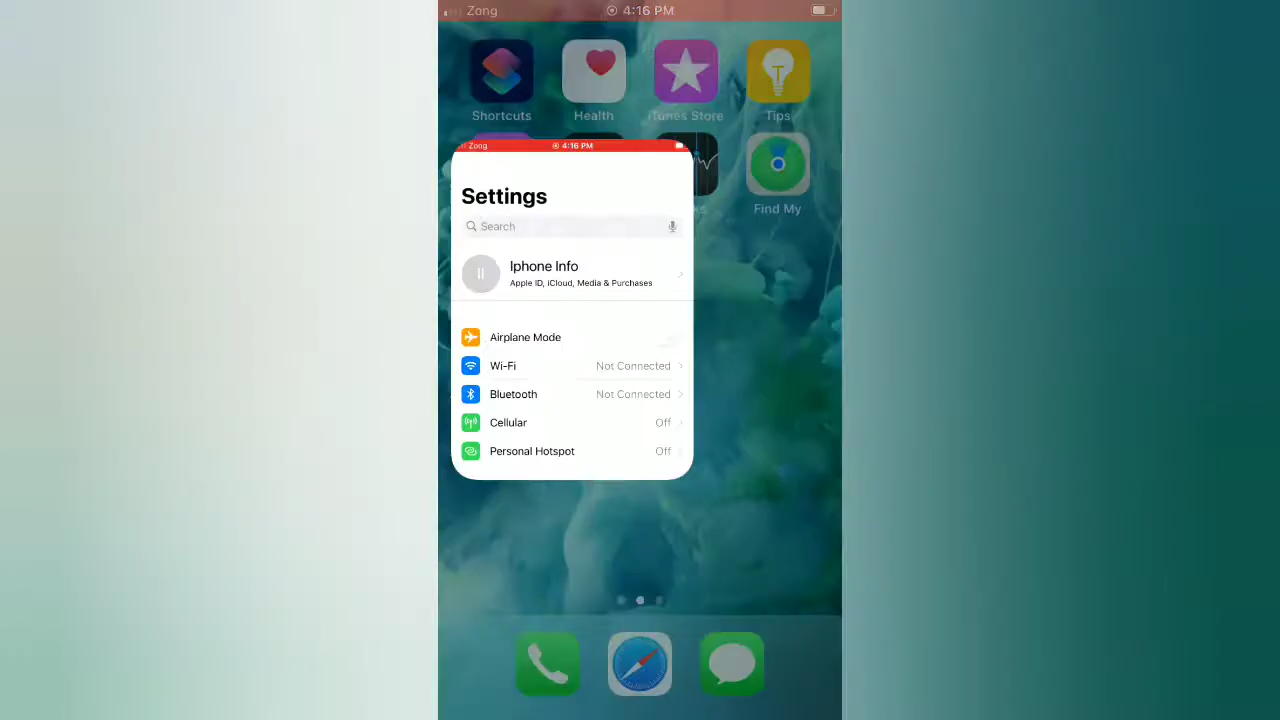 Zong 4:16 PM
Shortcuts Health iTunes Store Tips
Zong 4:16 PM
Settings
Search
Iphone Info
II
Apple ID, iCloud, Media & Purchases
Find My
Airplane Mode
Wi-Fi Not Connected
Bluetooth Not Connected
Cellular Off
Personal Hotspot Off